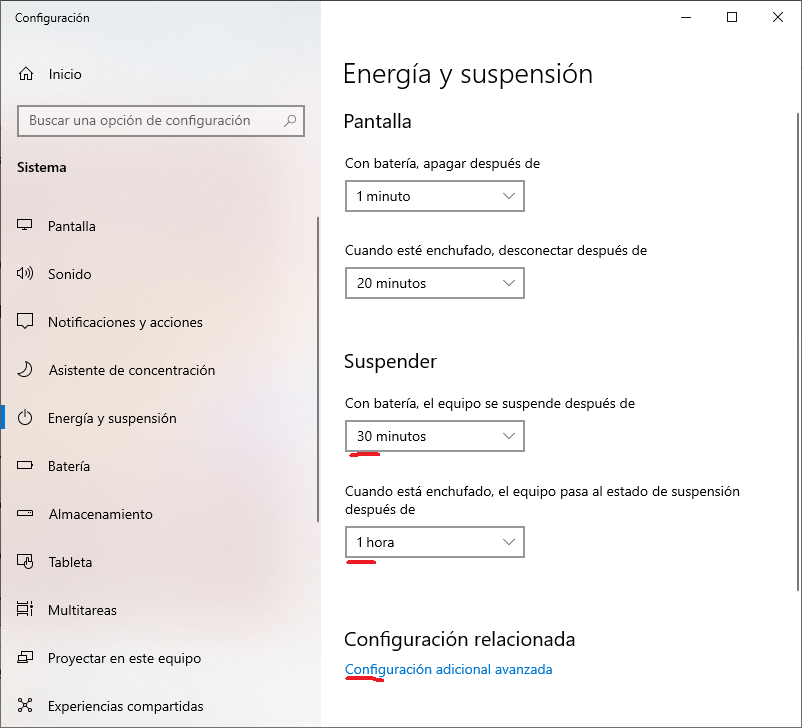 Configuración
Inicio
Buscar una opción de configuración
Sistema
Pantalla
Sonido
Notificaciones y acciones
Asistente de concentración
Energía y suspensión
Batería
Almacenamiento
Tableta
Multitareas
Proyectar en este equipo
Experiencias compartidas
Energía y suspensión
Pantalla
Con batería, apagar después de
1 minuto
Cuando esté enchufado, desconectar después de
20 minutos
Suspender
Con batería, el equipo se suspende después de
30 minutos
Cuando está enchufado, el equipo pasa al estado de suspensión
después de
1 hora
Configuración relacionada
Configuración adicional avanzada